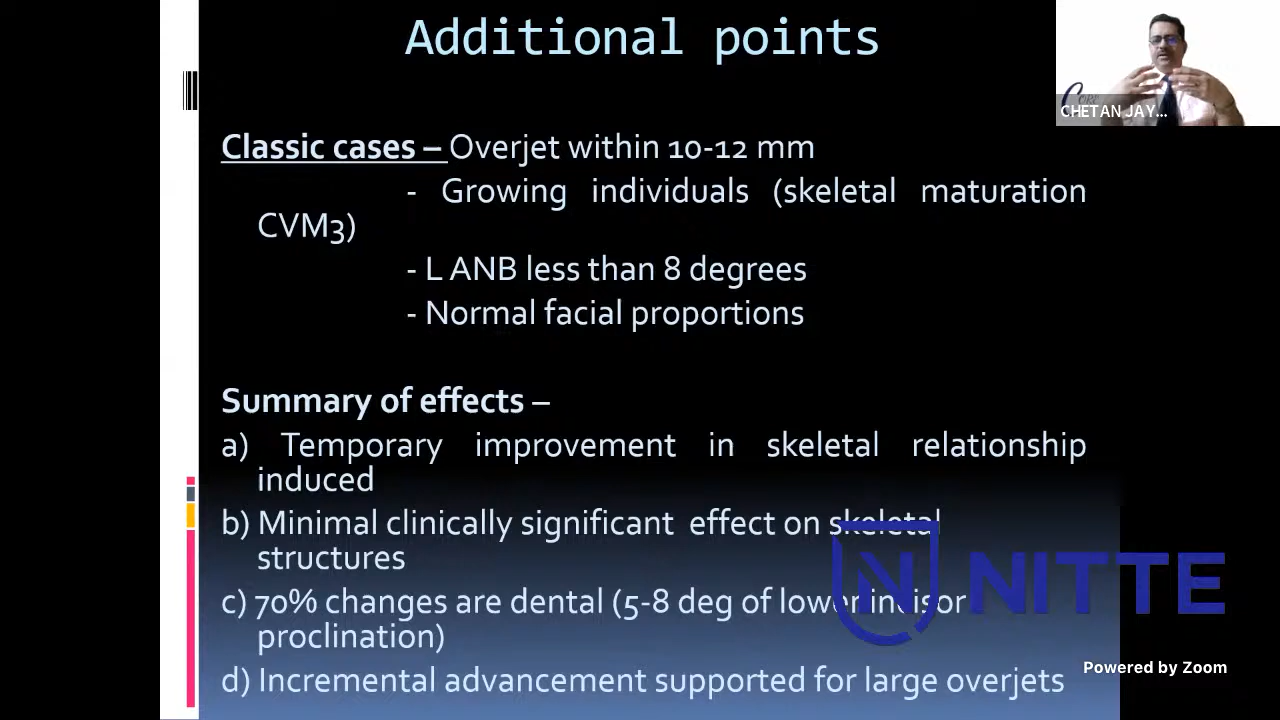 Additional points
CHETAN JAY...
Classic cases – Overjet within 10-12 mm
- Growing individuals (skeletal maturation
CVM3)
- L ANB less than 8 degrees
- Normal facial proportions
Summary of effects –
a) Temporary improvement in skeletal relationship
induced
b) Minimal clinically significant effect on skeletal
structures
c) 70% changes are dental (5-8 deg of lower incisor
proclination)
d) Incremental advancement supported for large overjets
N NITTE
Powered by Zoom